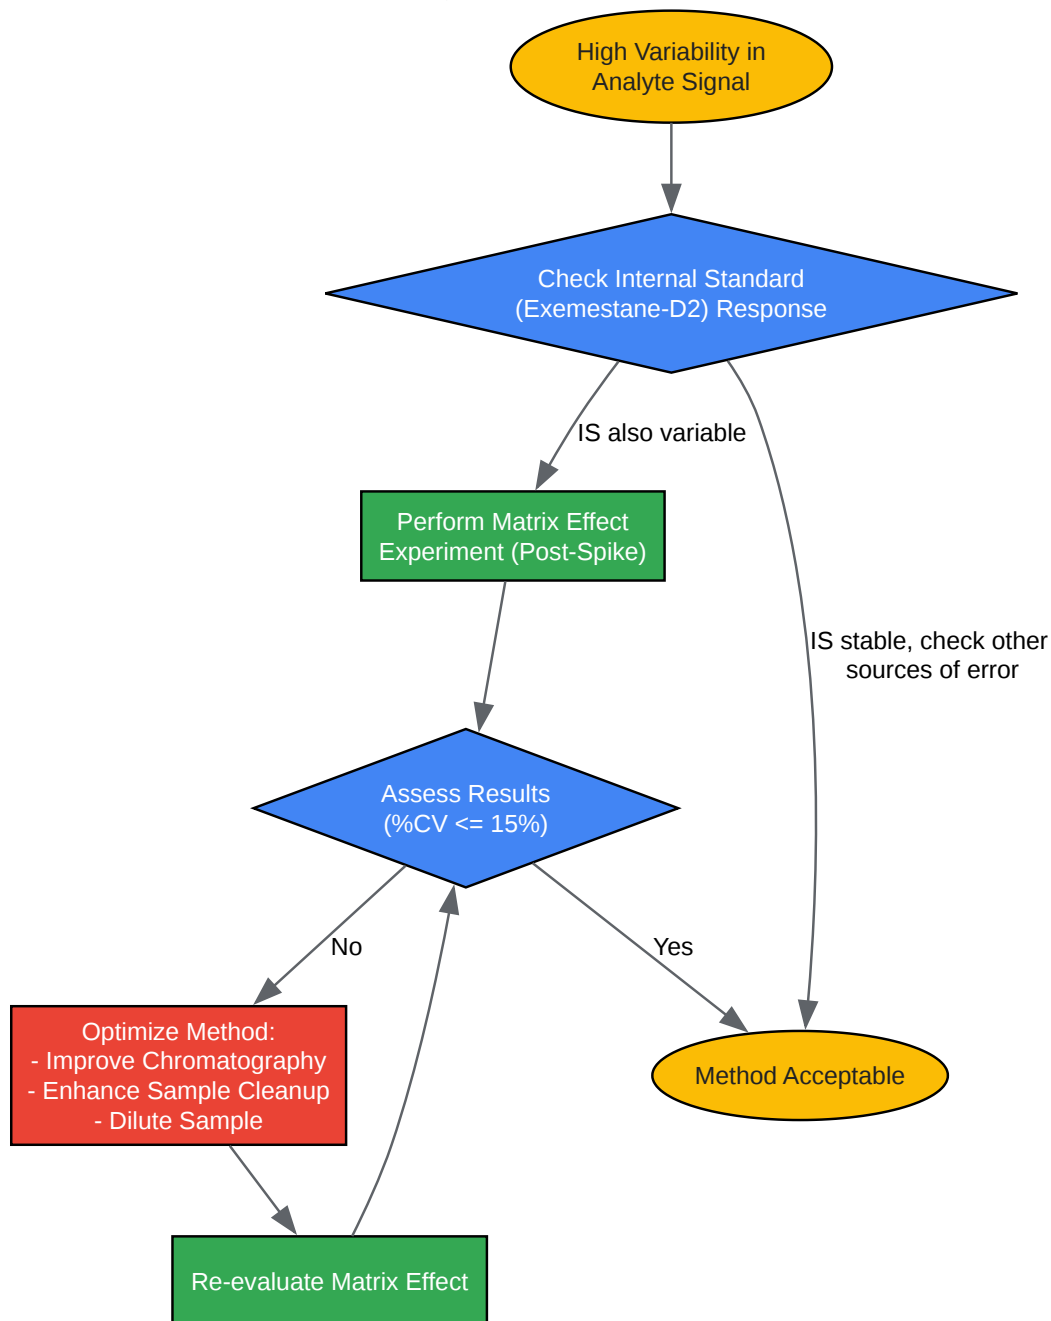 High Variability in
Analyte Signal
Check Internal Standard
(Exemestane-D2) Response
IS also variable
Perform Matrix Effect
Experiment (Post-Spike)
IS stable, check other
sources of error
Assess Results
(%CV <= 15%)
No
Yes
Optimize Method:
- Improve Chromatography
- Enhance Sample Cleanup
- Dilute Sample
Method Acceptable
Re-evaluate Matrix Effect